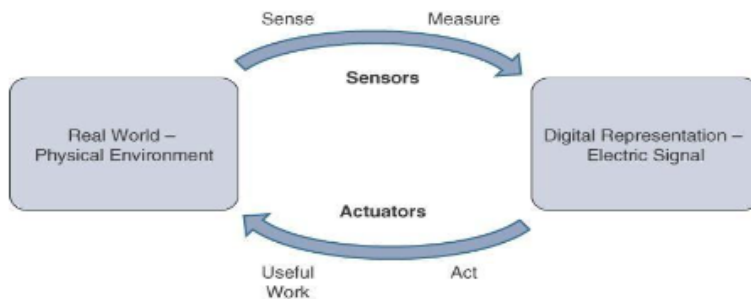 Sense
Measure
Sensors
Real World –
Physical Environment
Digital Representation –
Electric Signal
Actuators
Useful
Work
Act